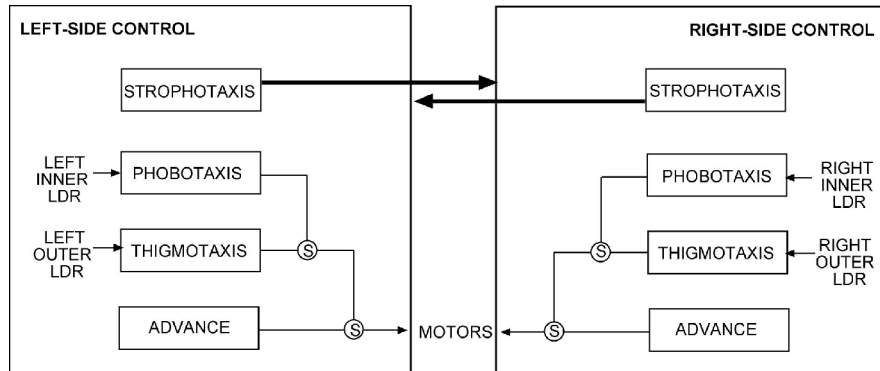 LEFT-SIDE CONTROL
STROPHOTAXIS
LEFT
INNER
LDR
PHOBOTAXIS
LEFT
OUTER
LDR
THIGMOTAXIS
S
ADVANCE
S
MOTORS
RIGHT-SIDE CONTROL
STROPHOTAXIS
PHOBOTAXIS
RIGHT
INNER
LDR
S
THIGMOTAXIS
RIGHT
OUTER
LDR
S
ADVANCE